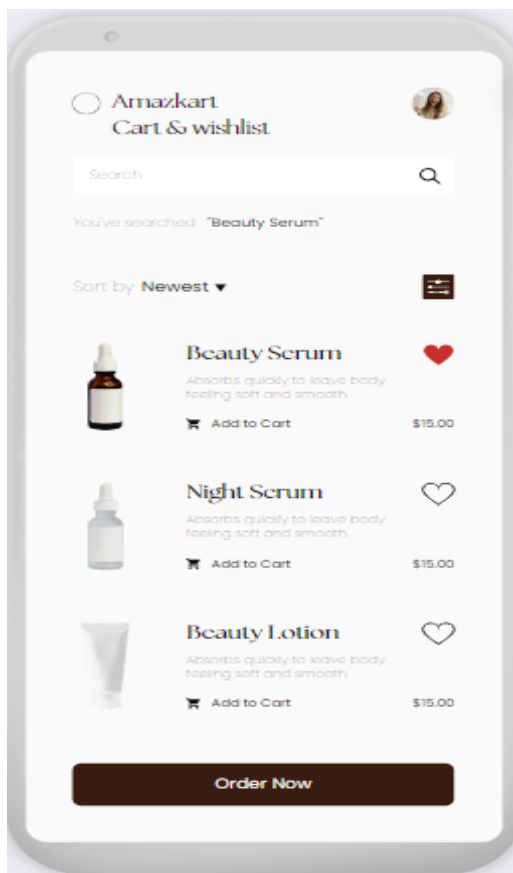 Amazkart
Cart & wishlist
Search
You've searched "Beauty Serum"
Sort by Newest
Beauty Serum
Absorbs quickly to leave body
feeling soft and smooth
Add to Cart $15.00
Night Serum
Absorbs quickly to leave body
feeling soft and smooth
Add to Cart $15.00
Beauty Lotion
Absorbs quickly to leave body
feeling soft and smooth
Add to Cart $15.00
Order Now